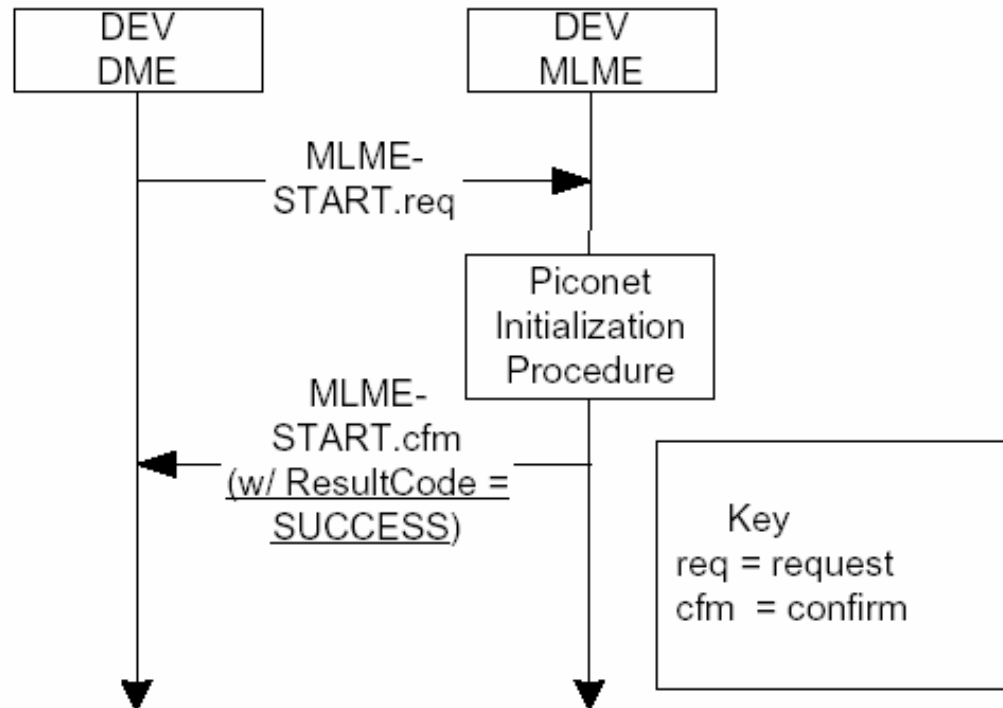 DEV
DME
DEV
MLME
MLME-
START.req
Piconet
Initialization
Procedure
MLME-
START.cfm
(w/ ResultCode =
SUCCESS)
Key
req = request
cfm = confirm